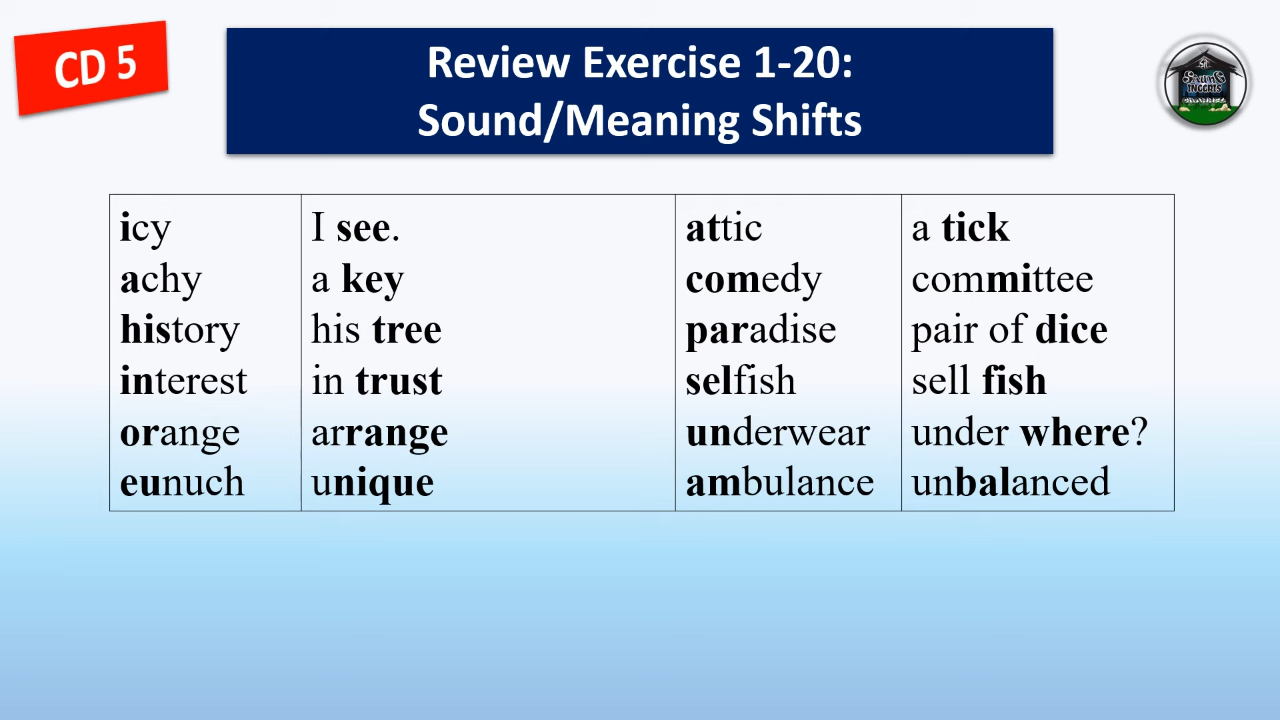 CD 5
Review Exercise 1-20:
Sound/Meaning Shifts
icy I see. attic a tick
achy a key comedy committee
history his tree paradise pair of dice
interest in trust selfish sell fish
orange arrange underwear under where?
eunuch unique ambulance unbalanced